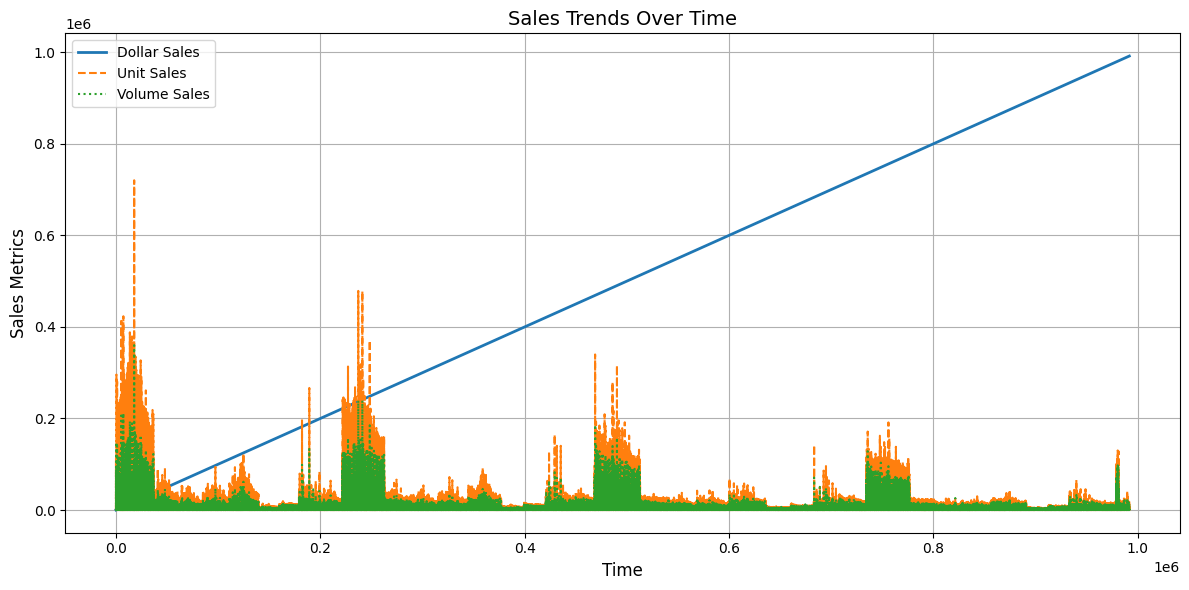 Sales Trends Over Time
1e6
Dollar Sales
Unit Sales
Volume Sales
1.0
0.8
0.6
0.4
0.2
0.0
Sales Metrics
0.0 0.2 0.4 0.6 0.8 1.0
1e6
Time